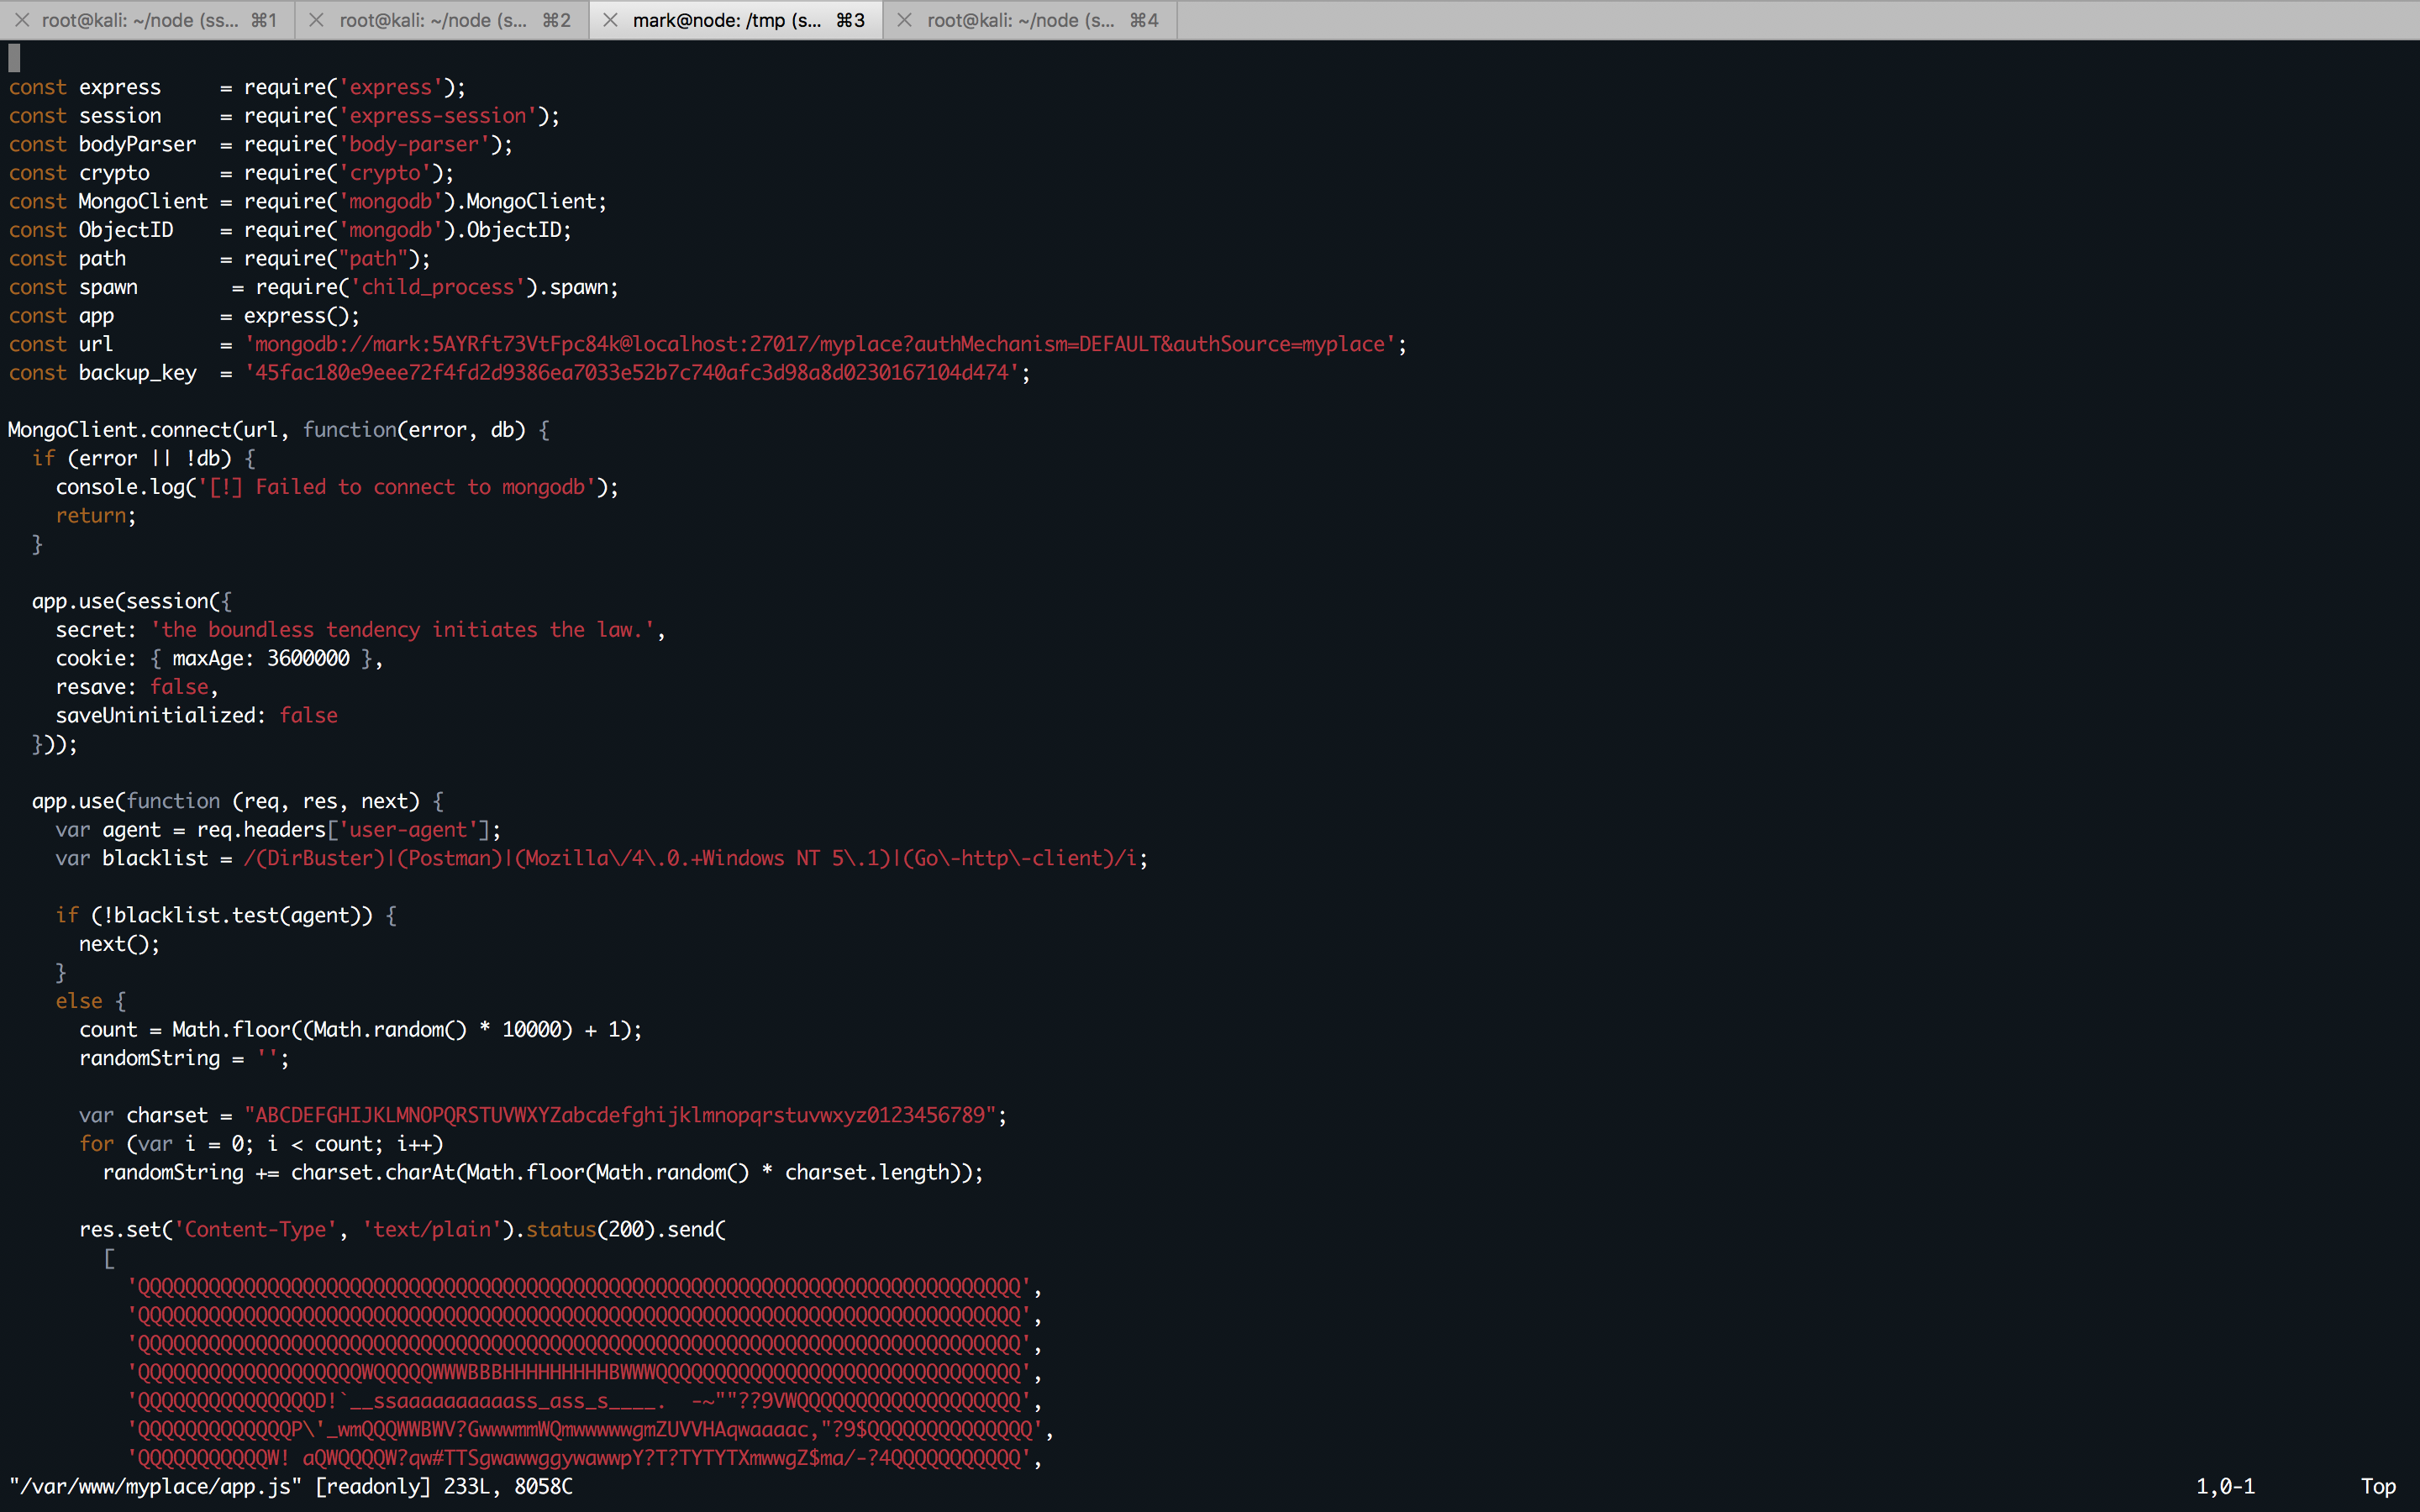 root@kali: ~/node (ss... ⌘1 root@kali: ~/node (s... ⌘2 mark@node: /tmp (s... ⌘3 root@kali: ~/node (s... ⌘4
const express     = require('express');
const session     = require('express-session');
const bodyParser  = require('body-parser');
const crypto      = require('crypto');
const MongoClient = require('mongodb').MongoClient;
const ObjectID    = require('mongodb').ObjectID;
const path        = require("path");
const spawn        = require('child_process').spawn;
const app         = express();
const url         = 'mongodb://mark:5AYRft73VtFpc84k@localhost:27017/myplace?authMechanism=DEFAULT&authSource=myplace';
const backup_key  = '45fac180e9eee72f4fd2d9386ea7033e52b7c740afc3d98a8d0230167104d474';
MongoClient.connect(url, function(error, db) {
  if (error || !db) {
    console.log('[!] Failed to connect to mongodb');
    return;
  }
  app.use(session({
    secret: 'the boundless tendency initiates the law.',
    cookie: { maxAge: 3600000 },
    resave: false,
    saveUninitialized: false
  }));
  app.use(function (req, res, next) {
    var agent = req.headers['user-agent'];
    var blacklist = /(DirBuster)|(Postman)|(Mozilla\/4\.0.+Windows NT 5\.1)|(Go\-http\-client)/i;
    if (!blacklist.test(agent)) {
      next();
    }
    else {
      count = Math.floor((Math.random() * 10000) + 1);
      randomString = '';
      var charset = "ABCDEFGHIJKLMNOPQRSTUVWXYZabcdefghijklmnopqrstuvwxyz0123456789";
      for (var i = 0; i < count; i++)
        randomString += charset.charAt(Math.floor(Math.random() * charset.length));
      res.set('Content-Type', 'text/plain').status(200).send(
        [
          'QQQQQQQQQQQQQQQQQQQQQQQQQQQQQQQQQQQQQQQQQQQQQQQQQQQQQQQQQQQQQQQQQQQQQQQQQQQ',
          'QQQQQQQQQQQQQQQQQQQQQQQQQQQQQQQQQQQQQQQQQQQQQQQQQQQQQQQQQQQQQQQQQQQQQQQQQQQ',
          'QQQQQQQQQQQQQQQQQQQQQQQQQQQQQQQQQQQQQQQQQQQQQQQQQQQQQQQQQQQQQQQQQQQQQQQQQQQ',
          'QQQQQQQQQQQQQQQQQQQWQQQQQWWWBBBHHHHHHHHHBWWWQQQQQQQQQQQQQQQQQQQQQQQQQQQQQQQ',
          'QQQQQQQQQQQQQQQD!`__ssaaaaaaaaaass_ass_s____.  -~""??9VWQQQQQQQQQQQQQQQQQQQ',
          'QQQQQQQQQQQQQP\'_wmQQQWWBWV?GwwwmmWQmwwwwwgmZUVVHAqwaaaac,"?9$QQQQQQQQQQQQQQ',
          'QQQQQQQQQQQW! aQWQQQQW?qw#TTSgwawwggywawwpY?T?TYTYTXmwwgZ$ma/-?4QQQQQQQQQQQ',
"/var/www/myplace/app.js" [readonly] 233L, 8058C 1,0-1 Top